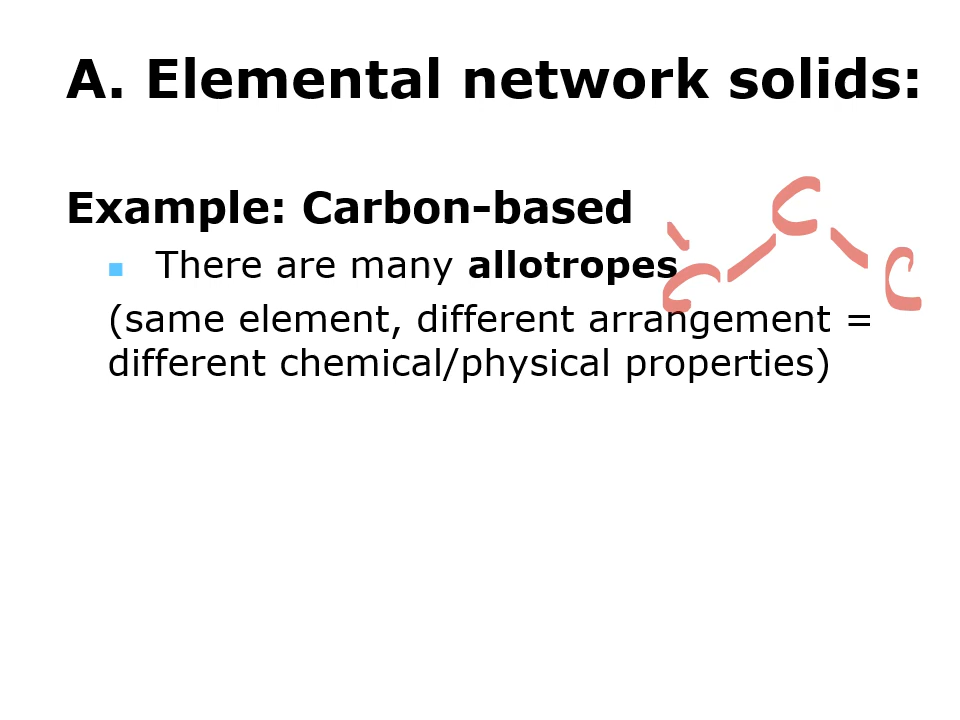 A. Elemental network solids:
Example: Carbon-based
There are many allotropes
(same element, different arrangement =
different chemical/physical properties)
C
C
C